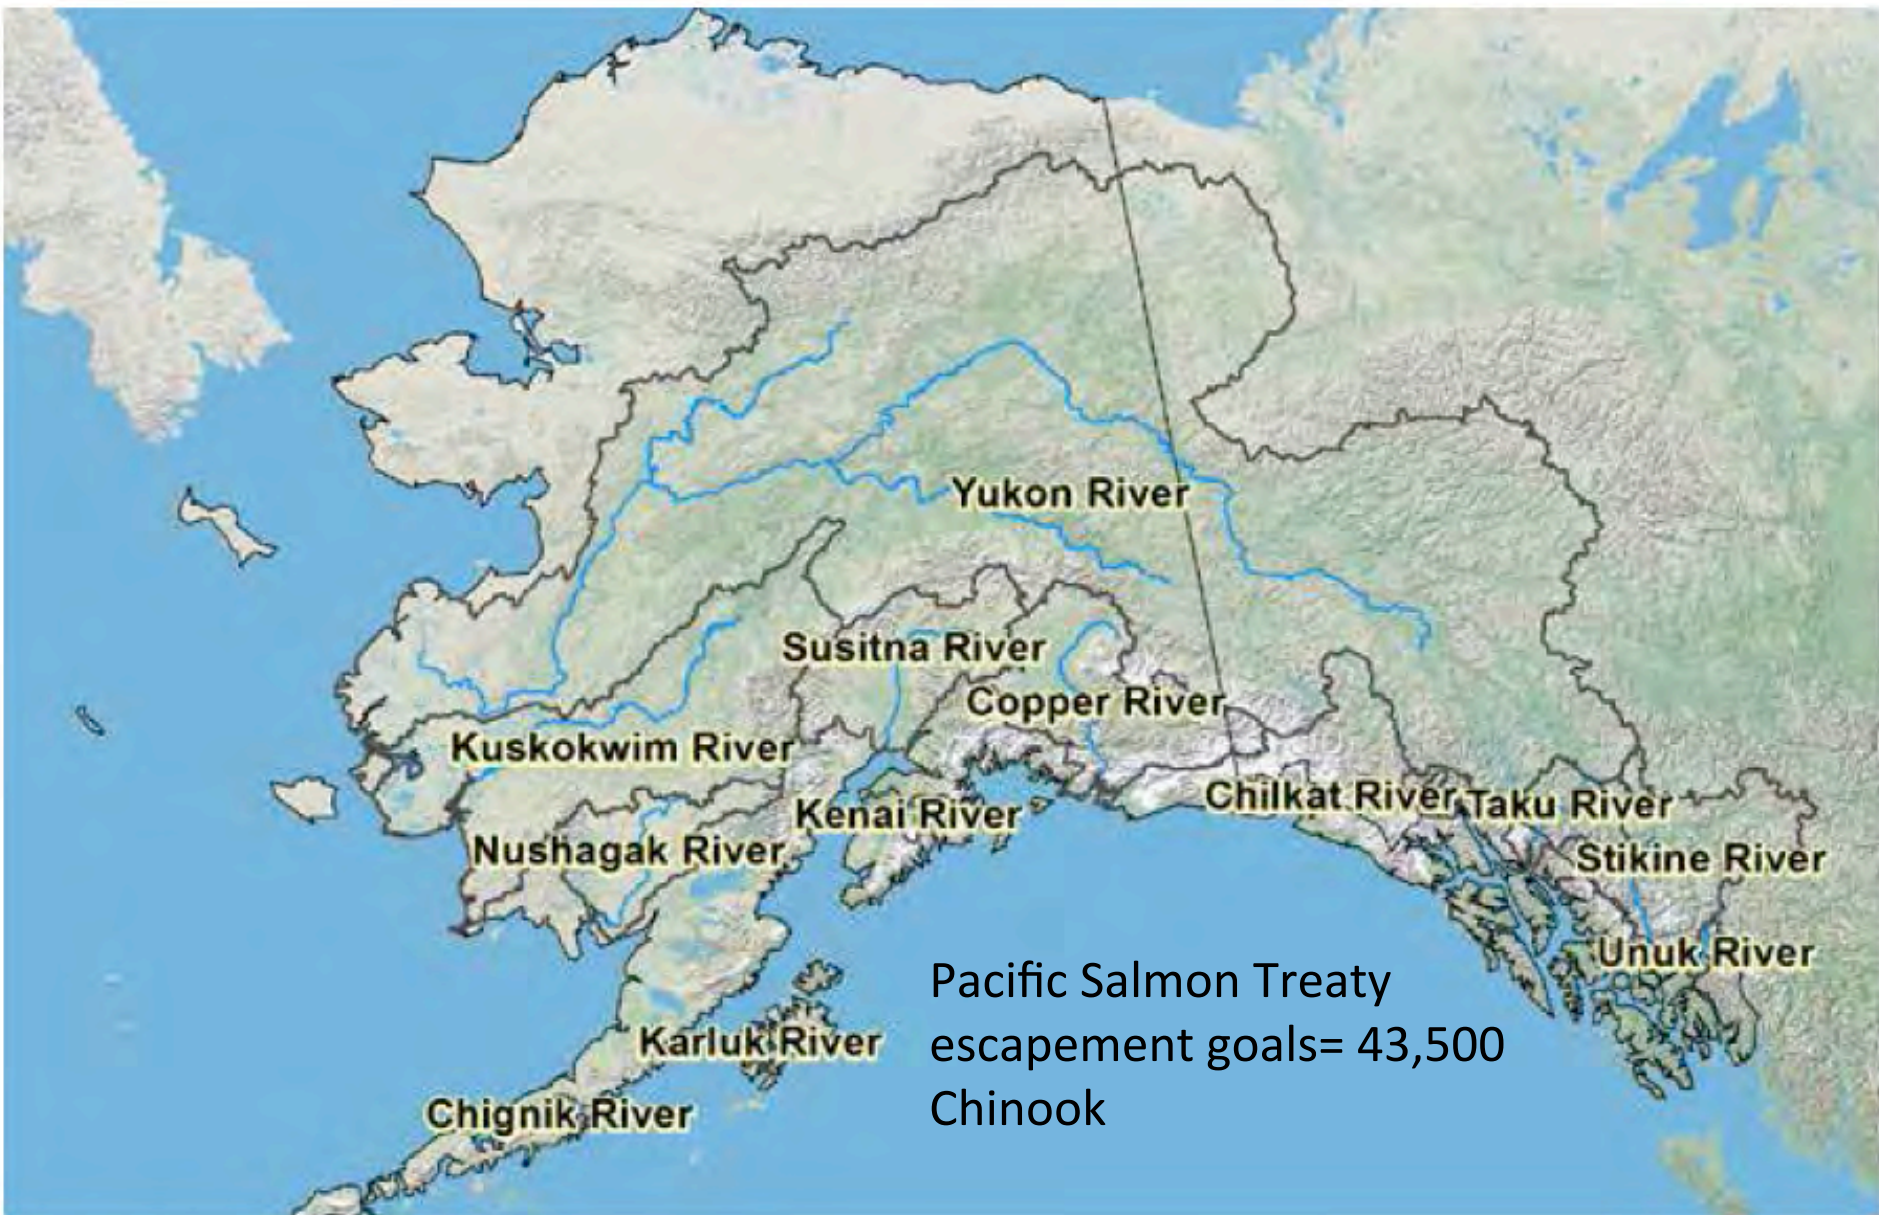 Yukon River
Susitna River
Copper River
Kuskokwim River
Chilkat River
Taku River
Kenai River
Nushagak River
Stikine River
Unuk River
Pacific Salmon Treaty
escapement goals= 43,500
Chinook
Karluk River
Chignik River